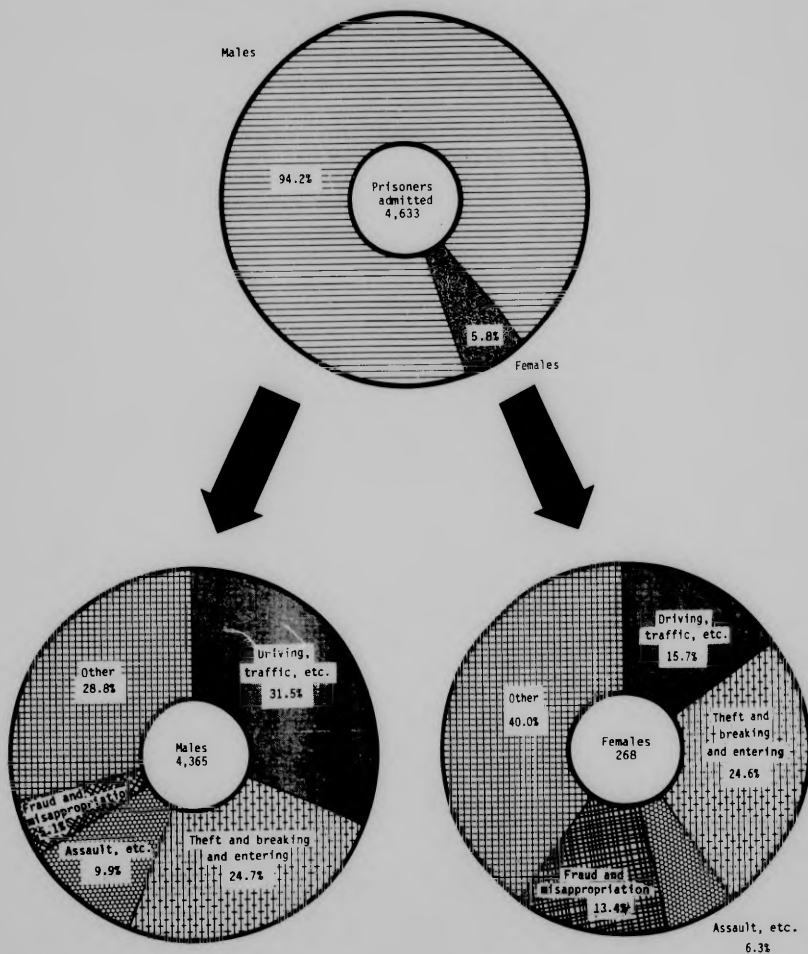 Males
94.2%
Prisoners
admitted
4,633
5.8%
Females
Driving,
traffic, etc.
31.5%
Other
28.8%
Males
4,365
Fraud and
misappropriation
5.1%
Assault, etc.
9.9%
Theft and breaking
and entering
24.7%
Driving,
traffic, etc.
15.7%
Other
40.0%
Females
268
Theft and
breaking
and entering
24.6%
Fraud and
misappropriation
13.4%
Assault, etc.
6.3%